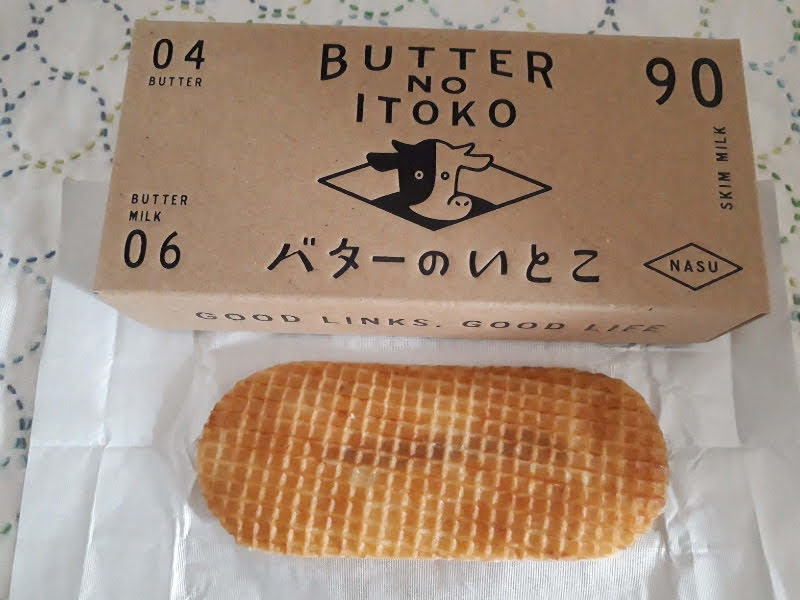 04
BUTTER
BUTTER
NO
ITOKO
90
SKIM MILK
BUTTER
MILK
06
バターのいとこ
NASU
GOOD LINKS, GOOD LIFE